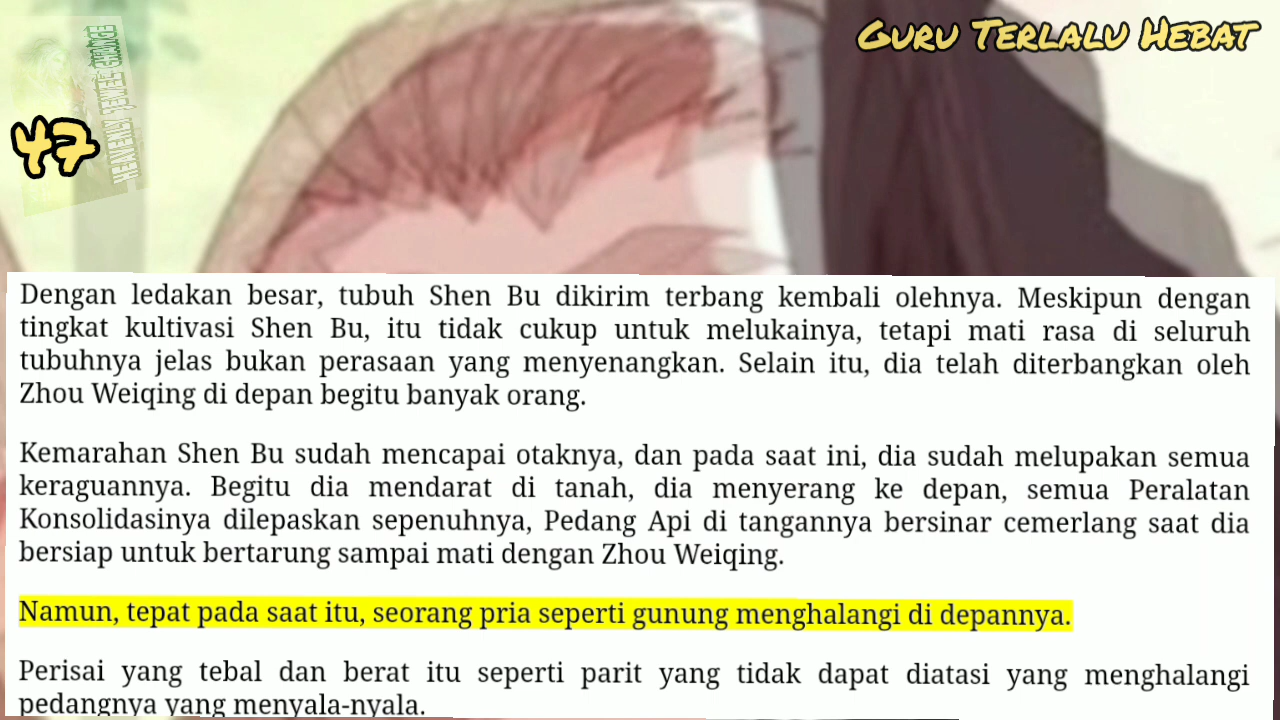 Guru Terlalu Hebat
47
HEAVENLY JEWEL CHANGE
Dengan ledakan besar, tubuh Shen Bu dikirim terbang kembali olehnya. Meskipun dengan
tingkat kultivasi Shen Bu, itu tidak cukup untuk melukainya, tetapi mati rasa di seluruh
tubuhnya jelas bukan perasaan yang menyenangkan. Selain itu, dia telah diterbangkan oleh
Zhou Weiqing di depan begitu banyak orang.
Kemarahan Shen Bu sudah mencapai otaknya, dan pada saat ini, dia sudah melupakan semua
keraguannya. Begitu dia mendarat di tanah, dia menyerang ke depan, semua Peralatan
Konsolidasinya dilepaskan sepenuhnya, Pedang Api di tangannya bersinar cemerlang saat dia
bersiap untuk bertarung sampai mati dengan Zhou Weiqing.
Namun, tepat pada saat itu, seorang pria seperti gunung menghalangi di depannya.
Perisai yang tebal dan berat itu seperti parit yang tidak dapat diatasi yang menghalangi
pedangnya yang menyala-nyala.